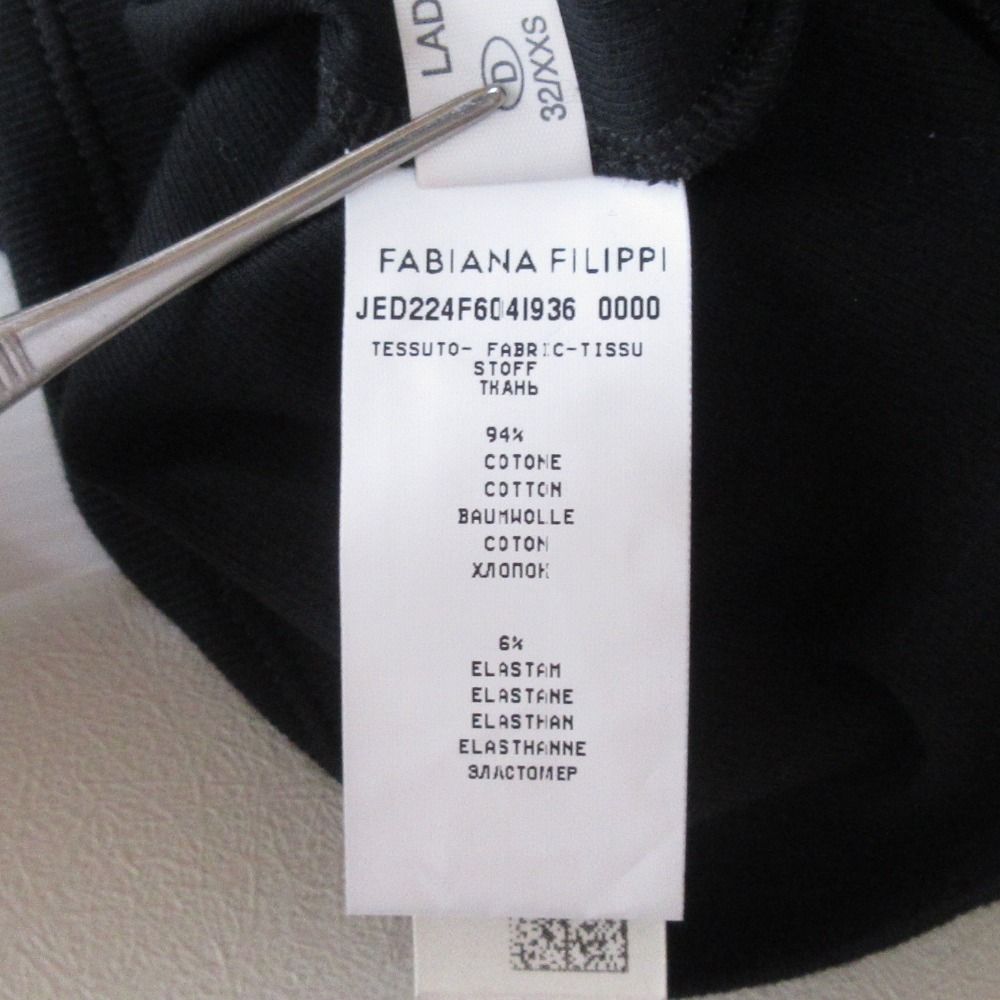 LAD
D
32/XXS
FABIANA FILIPPI
JED224F604I936 0000
TESSUTO- FABRIC-TISSU
STOFF
ТКАНЬ
94%
COTONE
COTTON
BAUMWOLLE
COTON
ХЛОПОК
6%
ELASTAM
ELASTANE
ELASTHAN
ELASTHANNE
ЭЛАСТОМЕР